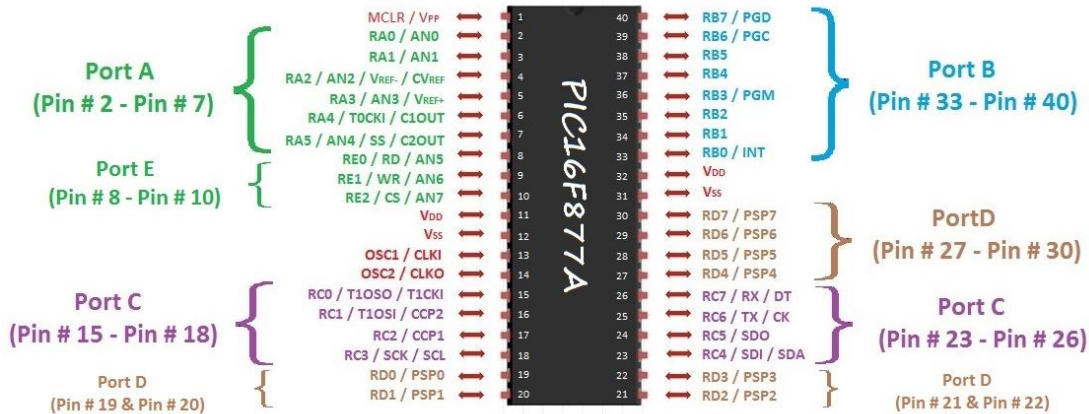 MCLR / VPP
RA0 / AN0
RA1 / AN1
RA2 / AN2 / VREF- / CVREF
RA3 / AN3 / VREF+
RA4 / T0CKI / C1OUT
RA5 / AN4 / SS / C2OUT
RE0 / RD / AN5
RE1 / WR / AN6
RE2 / CS / AN7
VDD
VSS
OSC1 / CLKI
OSC2 / CLKO
RC0 / T1OSO / T1CKI
RC1 / T1OSI / CCP2
RC2 / CCP1
RC3 / SCK / SCL
RD0 / PSP0
RD1 / PSP1
Port A
(Pin # 2 - Pin # 7)
Port E
(Pin # 8 - Pin # 10)
Port C
(Pin # 15 - Pin # 18)
Port D
(Pin # 19 & Pin # 20)
1
2
3
4
5
6
7
8
9
10
11
12
13
14
15
16
17
18
19
20
PIC16F877A
40
39
38
37
36
35
34
33
32
31
30
29
28
27
26
25
24
23
22
21
RB7 / PGD
RB6 / PGC
RB5
RB4
RB3 / PGM
RB2
RB1
RB0 / INT
VDD
VSS
RD7 / PSP7
RD6 / PSP6
RD5 / PSP5
RD4 / PSP4
RC7 / RX / DT
RC6 / TX / CK
RC5 / SDO
RC4 / SDI / SDA
RD3 / PSP3
RD2 / PSP2
Port B
(Pin # 33 - Pin # 40)
PortD
(Pin # 27 - Pin # 30)
Port C
(Pin # 23 - Pin # 26)
Port D
(Pin # 21 & Pin # 22)